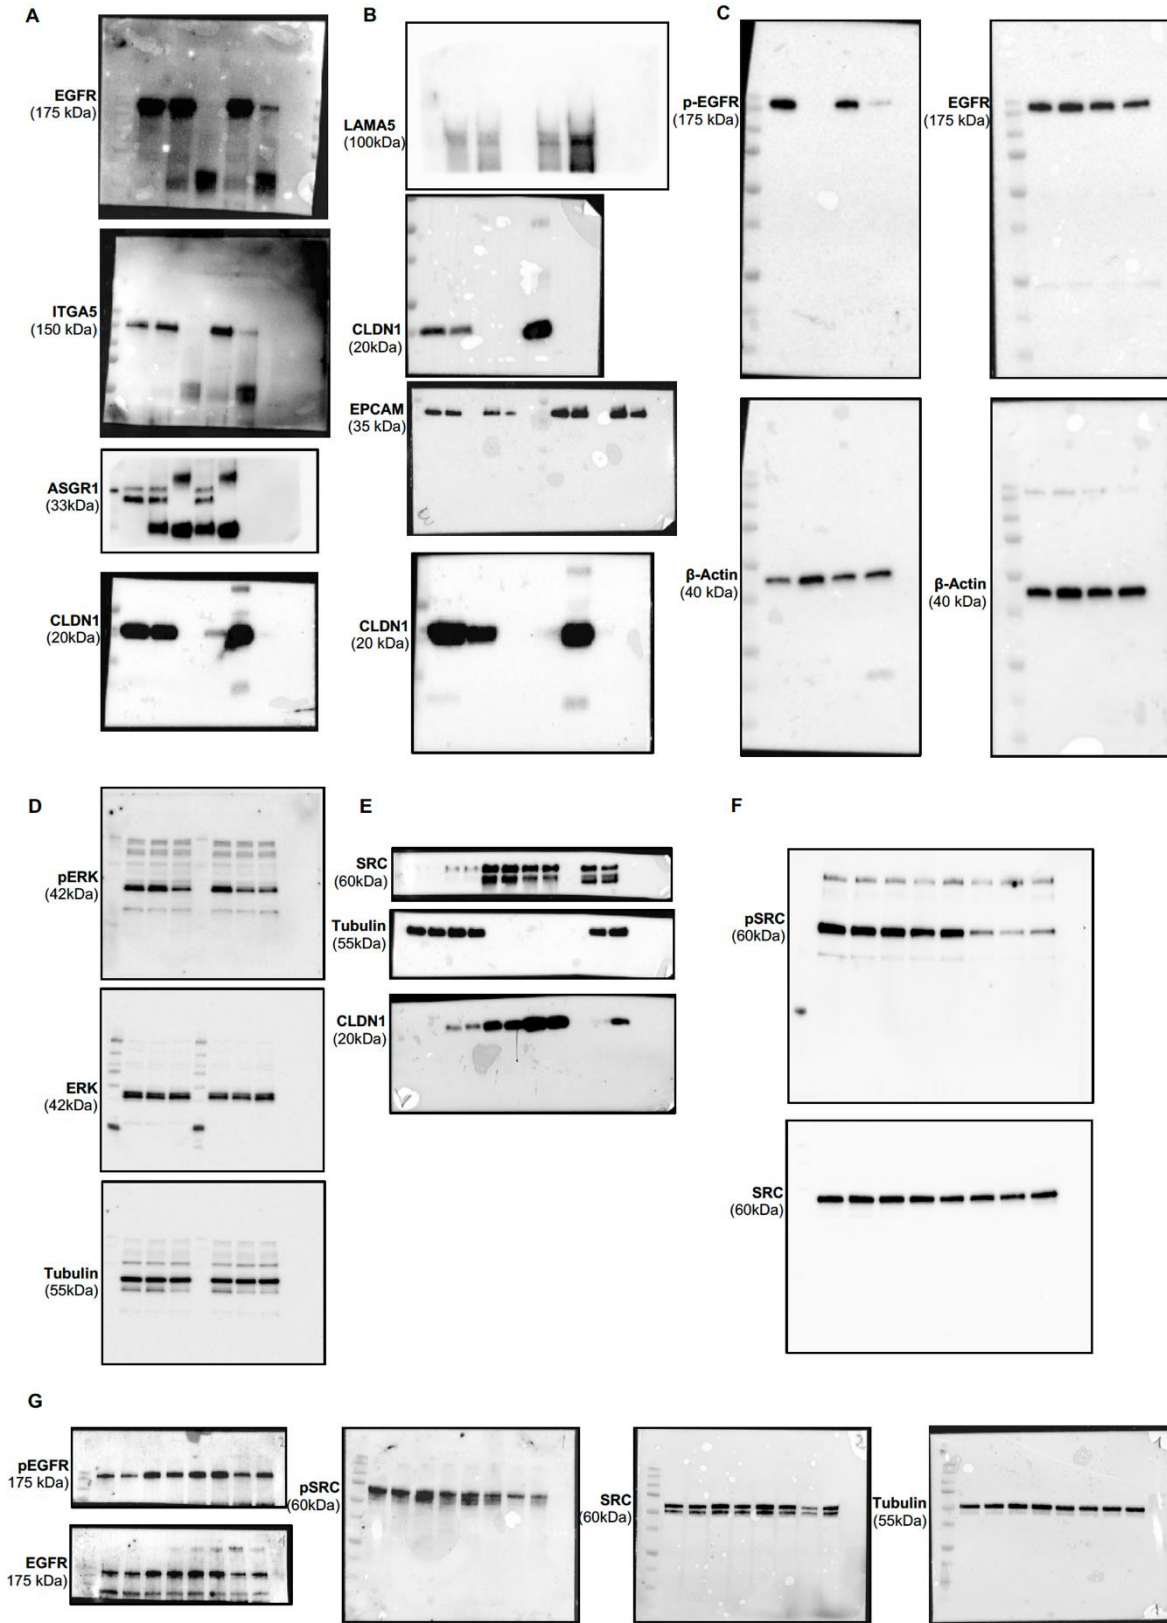 A
EGFR
(175 kDa)
ITGA5
(150 kDa)
ASGR1
(33kDa)
CLDN1
(20kDa)
B
LAMA5
(100kDa)
CLDN1
(20kDa)
EPCAM
(35 kDa)
CLDN1
(20 kDa)
C
p-EGFR
(175 kDa)
EGFR
(175 kDa)
β-Actin
(40 kDa)
β-Actin
(40 kDa)
D
pERK
(42kDa)
ERK
(42kDa)
Tubulin
(55kDa)
E
SRC
(60kDa)
Tubulin
(55kDa)
CLDN1
(20kDa)
F
pSRC
(60kDa)
SRC
(60kDa)
G
pEGFR
175 kDa)
EGFR
175 kDa)
pSRC
(60kDa)
SRC
(60kDa)
Tubulin
(55kDa)